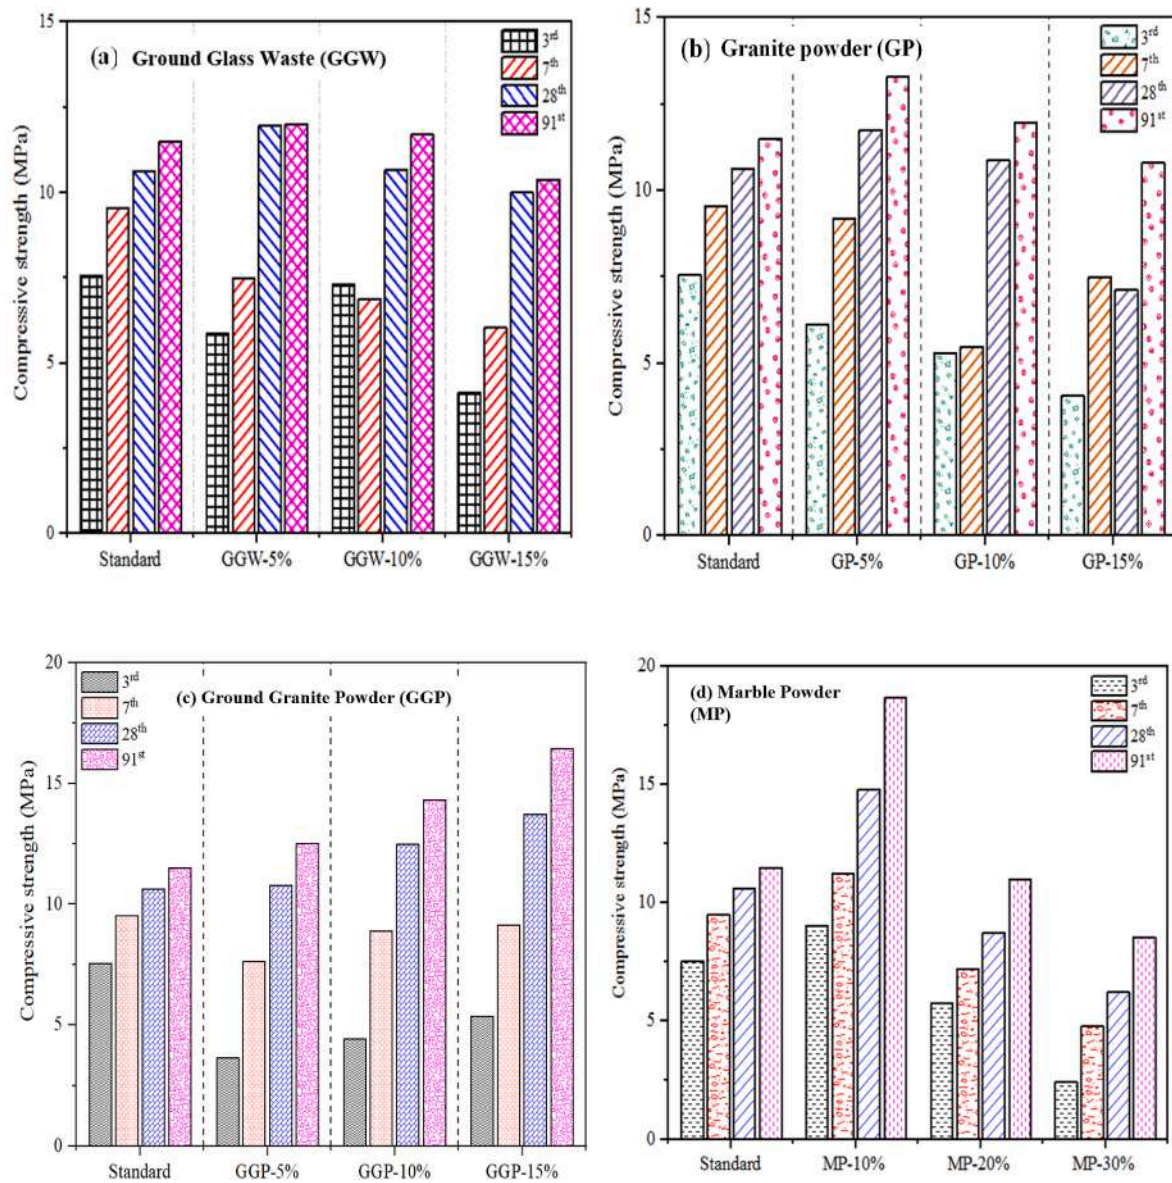 (a) Ground Glass Waste (GGW)
3rd
7th
28th
91st
Compressive strength (MPa)
15
10
5
0
Standard GGW-5% GGW-10% GGW-15%
(b) Granite powder (GP)
3rd
7th
28th
91st
Compressive strength (MPa)
15
10
5
0
Standard GP-5% GP-10% GP-15%
(c) Ground Granite Powder (GGP)
3rd
7th
28th
91st
Compressive strength (MPa)
20
15
10
5
0
Standard GGP-5% GGP-10% GGP-15%
(d) Marble Powder
(MP)
3rd
7th
28th
91st
Compressive strength (MPa)
20
15
10
5
0
Standard MP-10% MP-20% MP-30%